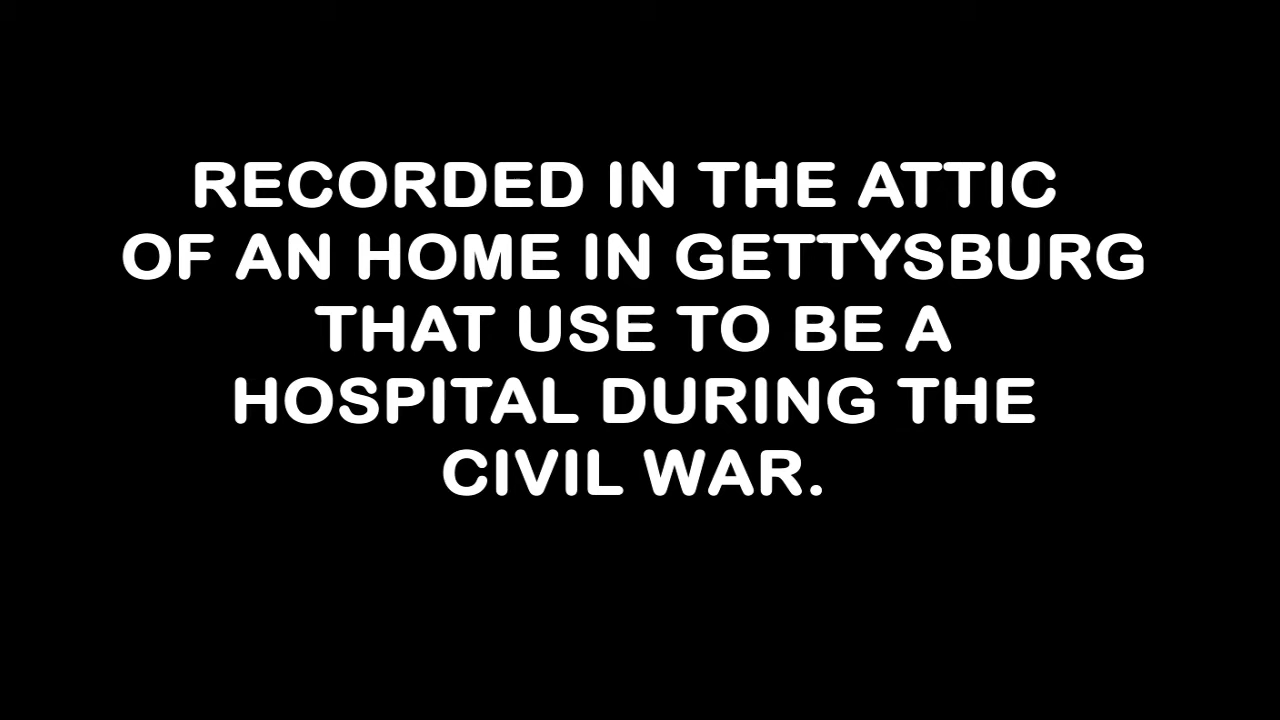 RECORDED IN THE ATTIC
OF AN HOME IN GETTYSBURG
THAT USE TO BE A
HOSPITAL DURING THE
CIVIL WAR.